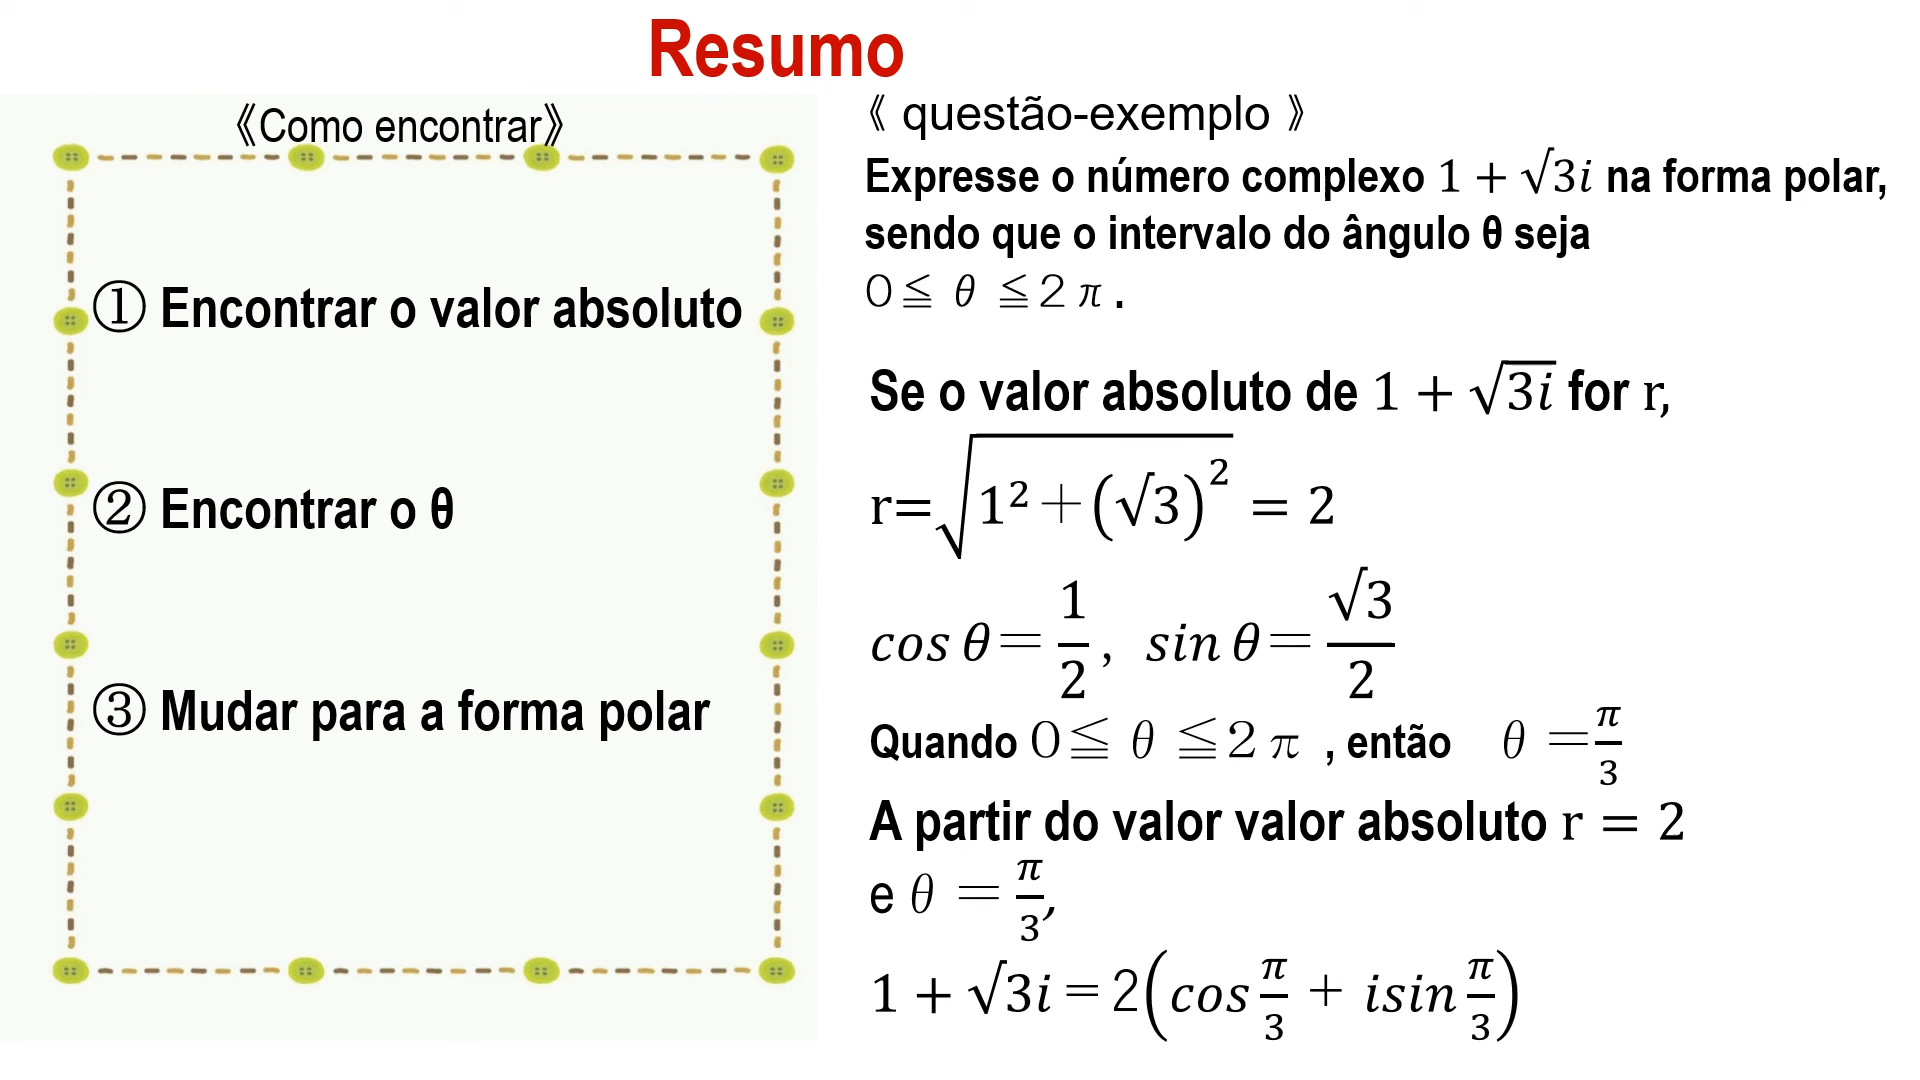 Resumo
《Como encontrar》
① Encontrar o valor absoluto
② Encontrar o θ
③ Mudar para a forma polar
《 questão-exemplo 》
Expresse o número complexo 1 + √3i na forma polar,
sendo que o intervalo do ângulo θ seja
０≦ θ ≦２π.
Se o valor absoluto de 1 + √(3i) for r,
r=√(1²＋(√3)²) = 2
cos θ＝1/2, sin θ＝√3/2
Quando ０≦ θ ≦２π , então θ＝π/3
A partir do valor valor absoluto r = 2
e θ＝π/3,
1 + √3i＝2(cos π/3 ＋ isin π/3)